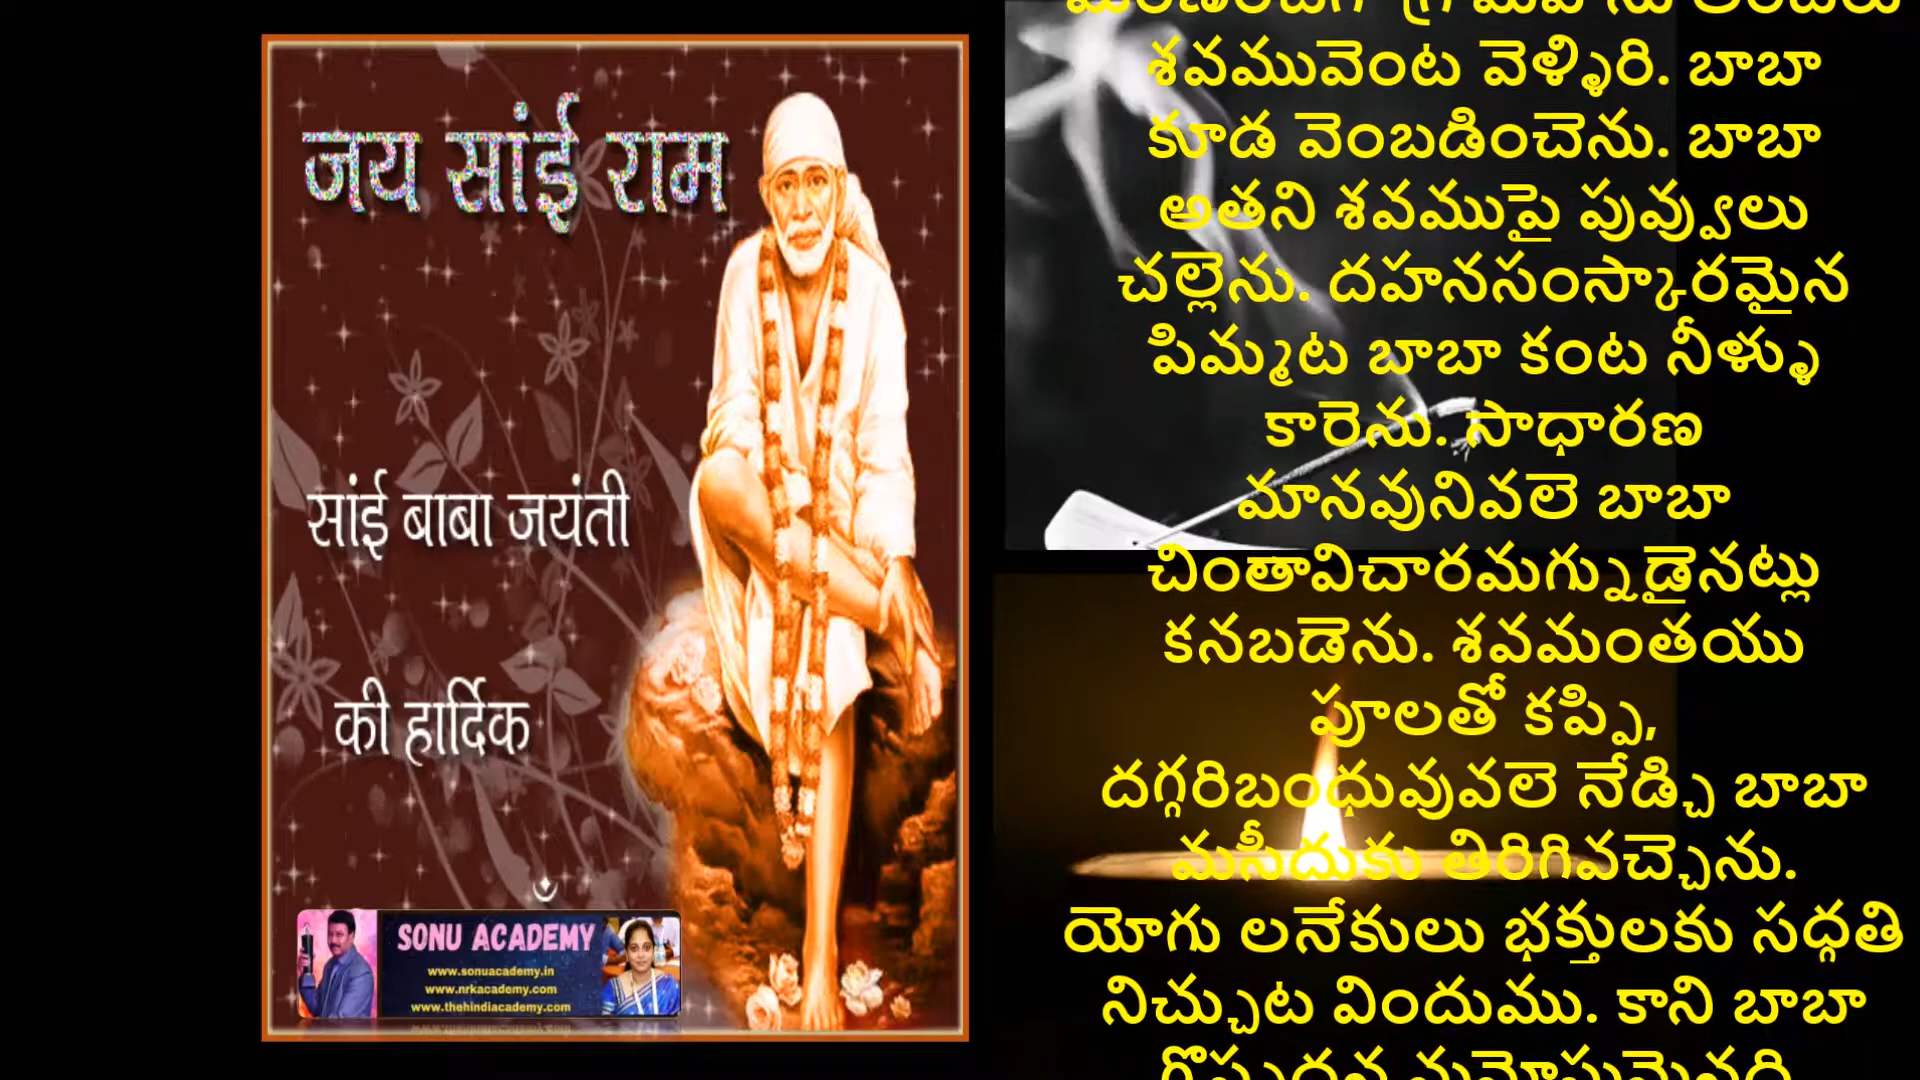 जय सांई राम
सांई बाबा जयंती
की हार्दिक
SONU ACADEMY
www.sonuacademy.in
www.nrkacademy.com
www.thehindiacademy.com
శవమువెంట వెళ్ళిరి. బాబా
కూడ వెంబడించెను. బాబా
అతని శవముపై పువ్వులు
చల్లెను. దహనసంస్కారమైన
పిమ్మట బాబా కంట నీళ్ళు
కారెను. సాధారణ
మానవునివలె బాబా
చింతావిచారమగ్నుడైనట్లు
కనబడెను. శవమంతయు
పూలతో కప్పి,
దగ్గరిబంధువువలె నేడ్చి బాబా
మసీదుకు తిరిగివచ్చెను.
యోగు లనేకులు భక్తులకు సద్గతి
నిచ్చుట విందుము. కాని బాబా